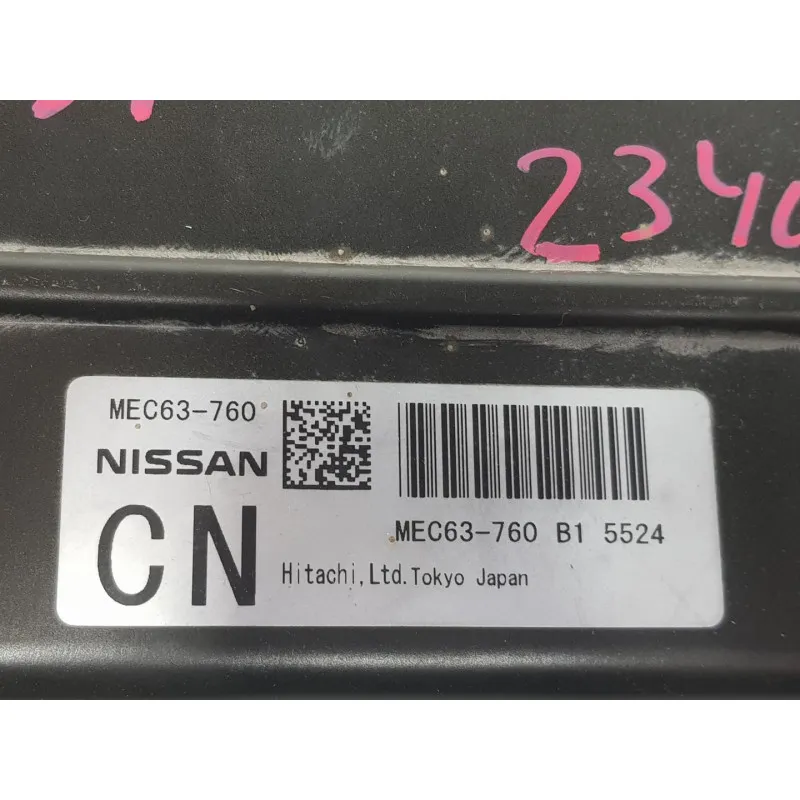 234
MEC63-760
NISSAN
CN
MEC63-760 B1 5524
Hitachi,Ltd.Tokyo Japan